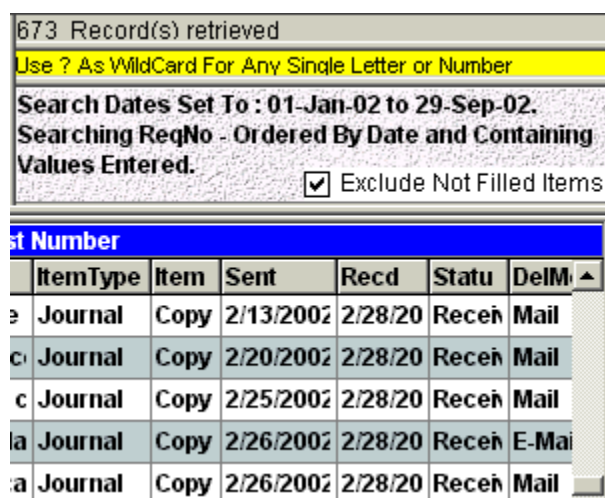 673 Record(s) retrieved
Use ? As WildCard For Any Single Letter or Number
Search Dates Set To : 01-Jan-02 to 29-Sep-02.
Searching ReqNo - Ordered By Date and Containing
Values Entered.
Exclude Not Filled Items
st Number
ItemType Item Sent Recd Statu DelM
e Journal Copy 2/13/2002 2/28/20 Receiv Mail
c Journal Copy 2/20/2002 2/28/20 Receiv Mail
c Journal Copy 2/25/2002 2/28/20 Receiv Mail
la Journal Copy 2/26/2002 2/28/20 Receiv E-Mai
a Journal Copy 2/26/2002 2/28/20 Receiv Mail